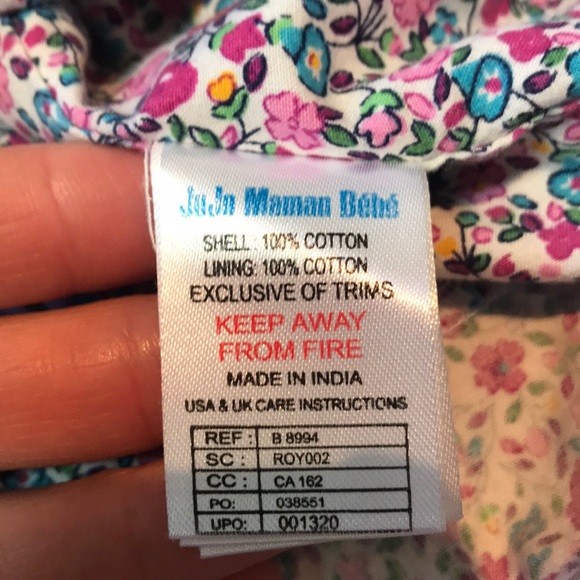 JoJo Maman Bébé
SHELL : 100% COTTON
LINING: 100% COTTON
EXCLUSIVE OF TRIMS
KEEP AWAY
FROM FIRE
MADE IN INDIA
USA & UK CARE INSTRUCTIONS
REF : B 8994
SC : ROY002
CC : CA 162
PO: 038551
UPO: 001320